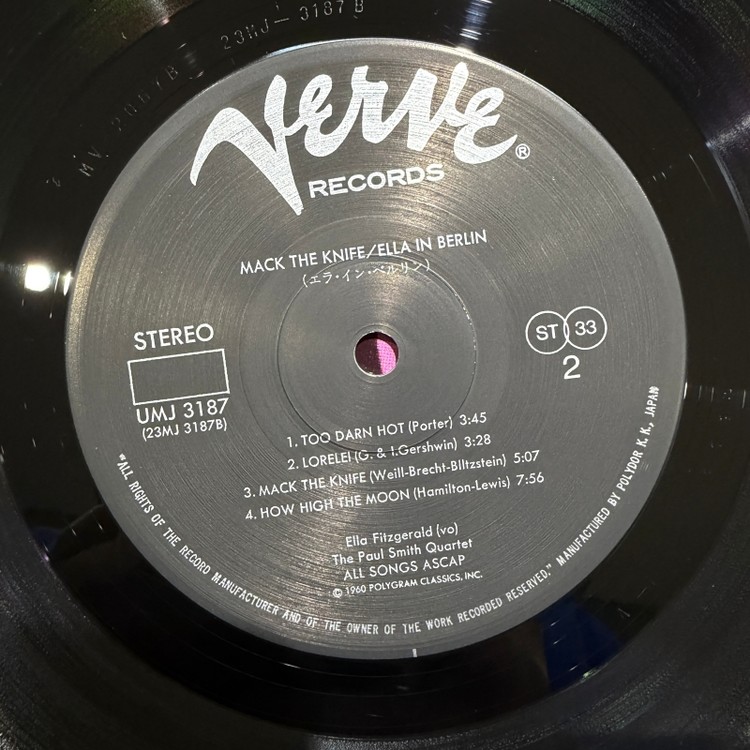 23MJ-3187 B
MV 2067 B
Verve®
RECORDS
MACK THE KNIFE/ELLA IN BERLIN
(エラ・イン・ベルリン)
STEREO
ST 33
2
UMJ 3187
(23MJ 3187B)
1. TOO DARN HOT (Porter) 3:45
2. LORELEI (G. & I.Gershwin) 3:28
3. MACK THE KNIFE (Weill-Brecht-Blitzstein) 5:07
4. HOW HIGH THE MOON (Hamilton-Lewis) 7:56
Ella Fitzgerald (vo)
The Paul Smith Quartet
ALL SONGS ASCAP
© 1960 POLYGRAM CLASSICS, INC.
"ALL RIGHTS OF THE RECORD MANUFACTURER AND OF THE OWNER OF THE WORK RECORDED RESERVED." MANUFACTURED BY POLYDOR K.K., JAPAN